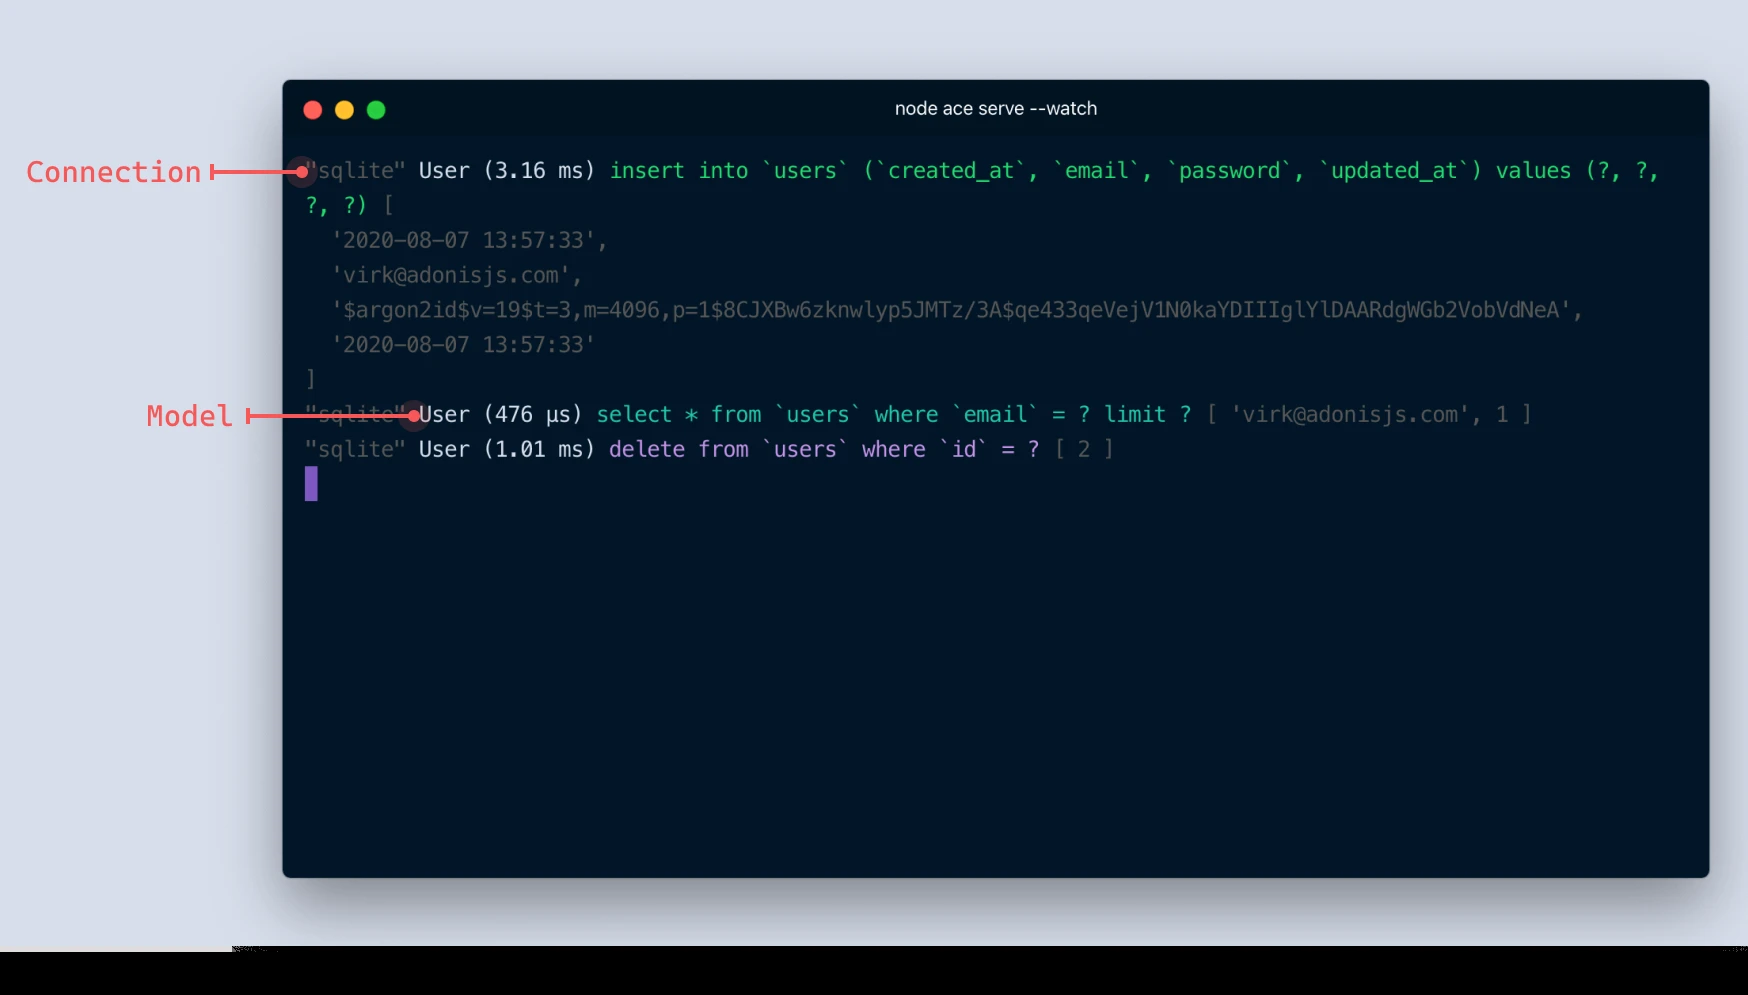 node ace serve --watch
Connection
"sqlite" User (3.16 ms) insert into `users` (`created_at`, `email`, `password`, `updated_at`) values (?, ?,
?, ?) [
'2020-08-07 13:57:33',
'virk@adonisjs.com',
'$argon2id$v=19$t=3,m=4096,p=1$8CJXBw6zknwlyp5JMTz/3A$qe433qeVejV1N0kaYDIIIglYlDAARdgWGb2VobVdNeA',
'2020-08-07 13:57:33'
]
Model
"sqlite" User (476 μs) select * from `users` where `email` = ? limit ? [ 'virk@adonisjs.com', 1 ]
"sqlite" User (1.01 ms) delete from `users` where `id` = ? [ 2 ]